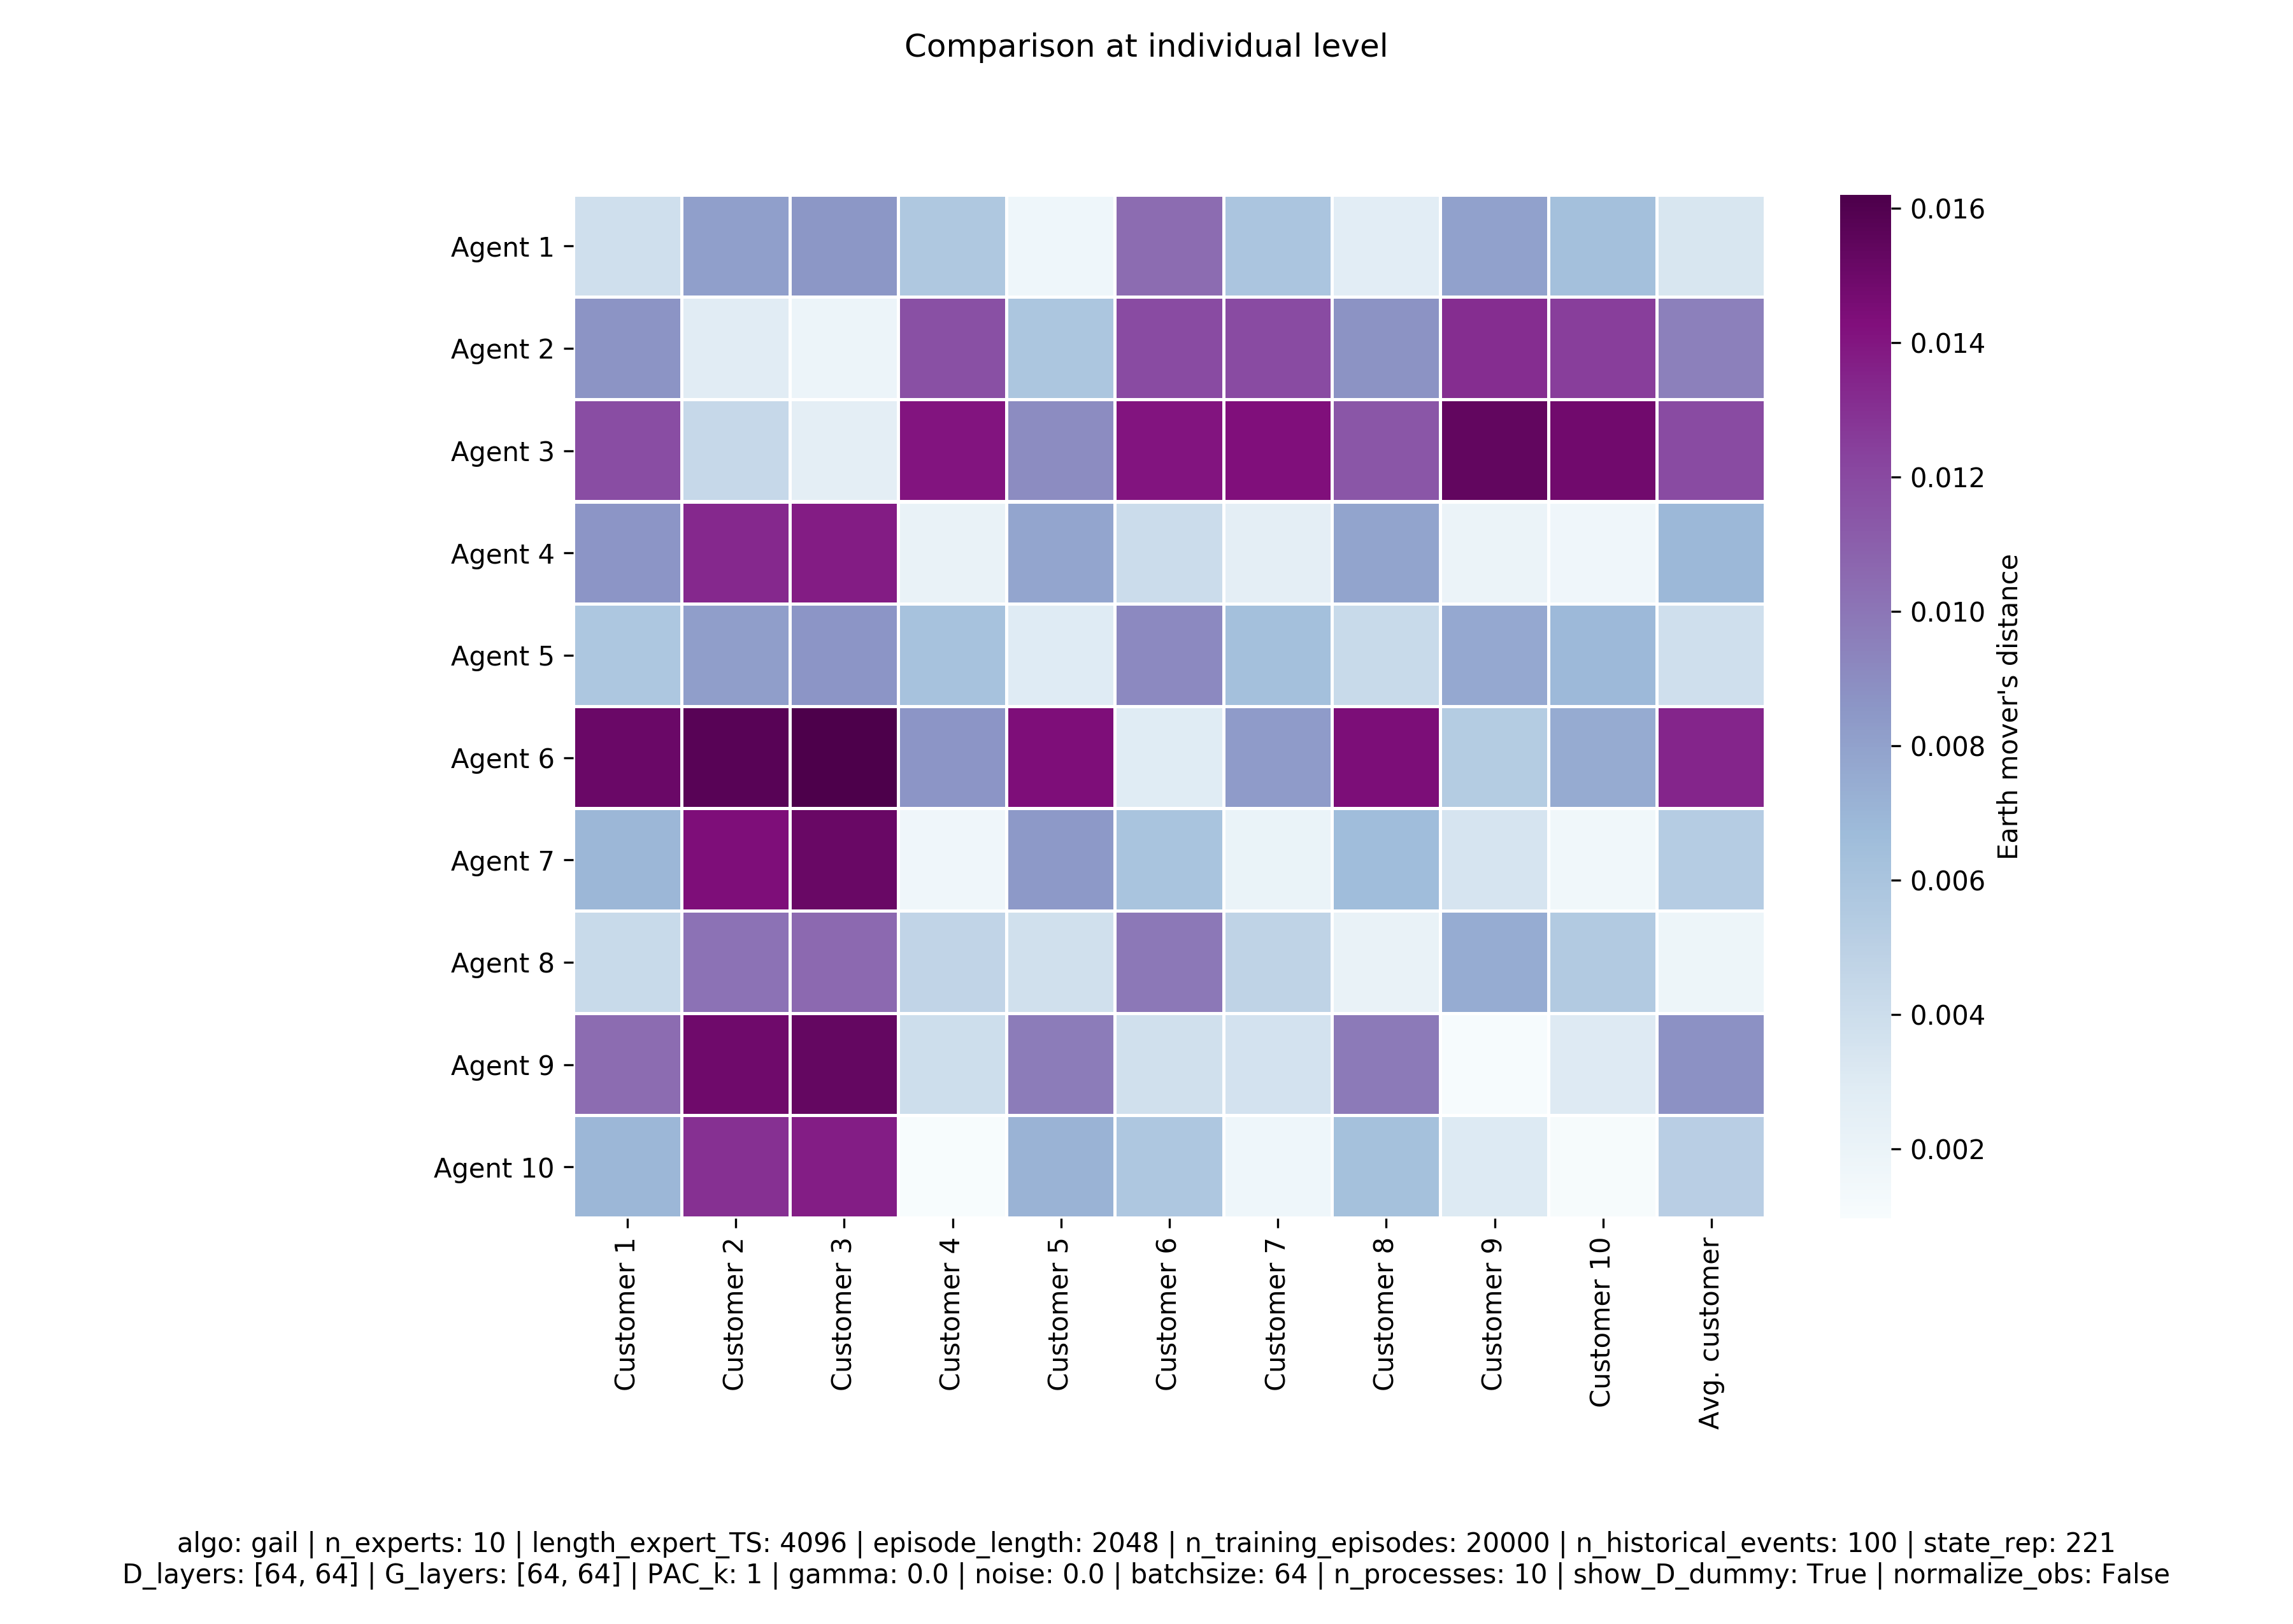 Comparison at individual level
Agent 1
Agent 2
Agent 3
Agent 4
Agent 5
Agent 6
Agent 7
Agent 8
Agent 9
Agent 10
Customer 1
Customer 2
Customer 3
Customer 4
Customer 5
Customer 6
Customer 7
Customer 8
Customer 9
Customer 10
Avg. customer
0.016
0.014
0.012
0.010
0.008
0.006
0.004
0.002
Earth mover's distance
algo: gail | n_experts: 10 | length_expert_TS: 4096 | episode_length: 2048 | n_training_episodes: 20000 | n_historical_events: 100 | state_rep: 221
D_layers: [64, 64] | G_layers: [64, 64] | PAC_k: 1 | gamma: 0.0 | noise: 0.0 | batchsize: 64 | n_processes: 10 | show_D_dummy: True | normalize_obs: False